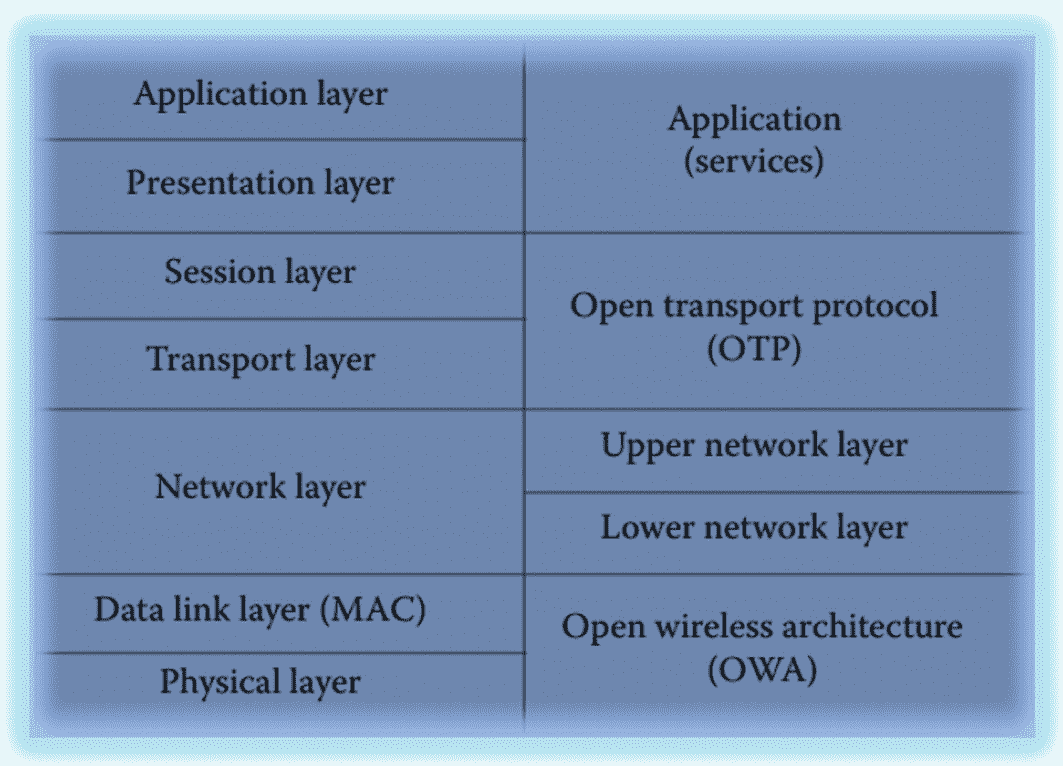 Application layer
Presentation layer
Session layer
Transport layer
Network layer
Data link layer (MAC)
Physical layer
Application
(services)
Open transport protocol
(OTP)
Upper network layer
Lower network layer
Open wireless architecture
(OWA)